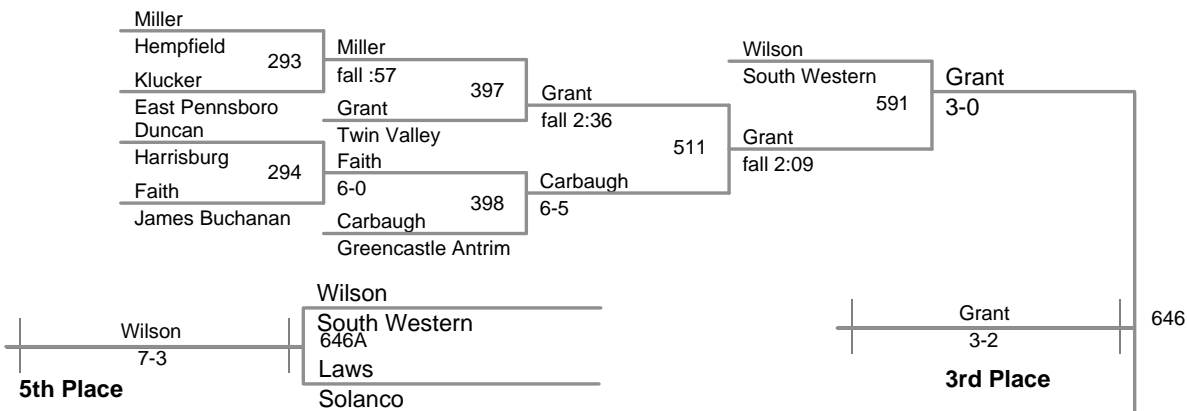 Miller
Hempfield
293
Klucker
East Pennsboro
Duncan
Harrisburg
294
Faith
James Buchanan
Miller
fall :57
397
Grant
Twin Valley
Faith
6-0
398
Carbaugh
Greencastle Antrim
Grant
fall 2:36
511
Carbaugh
6-5
Wilson
South Western
591
Grant
fall 2:09
Grant
3-0
646
Grant
3-2
3rd Place
Wilson
South Western
646A
Laws
Solanco
Wilson
7-3
5th Place